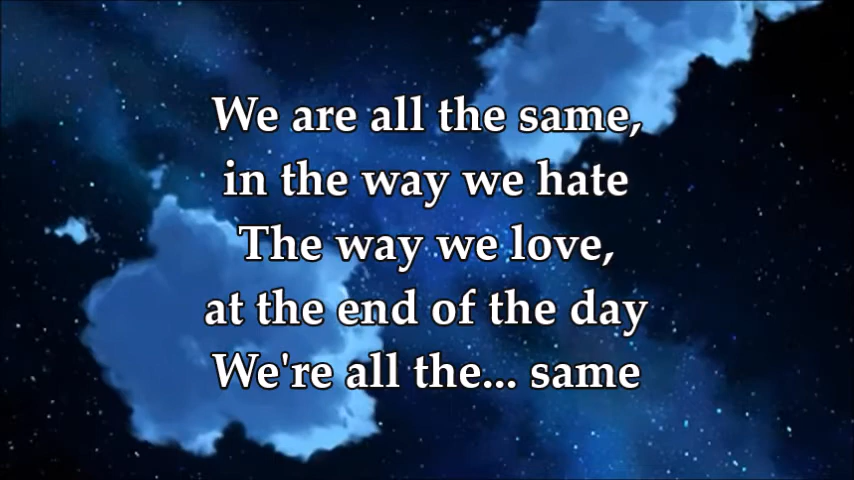 We are all the same,
in the way we hate
The way we love,
at the end of the day
We're all the... same